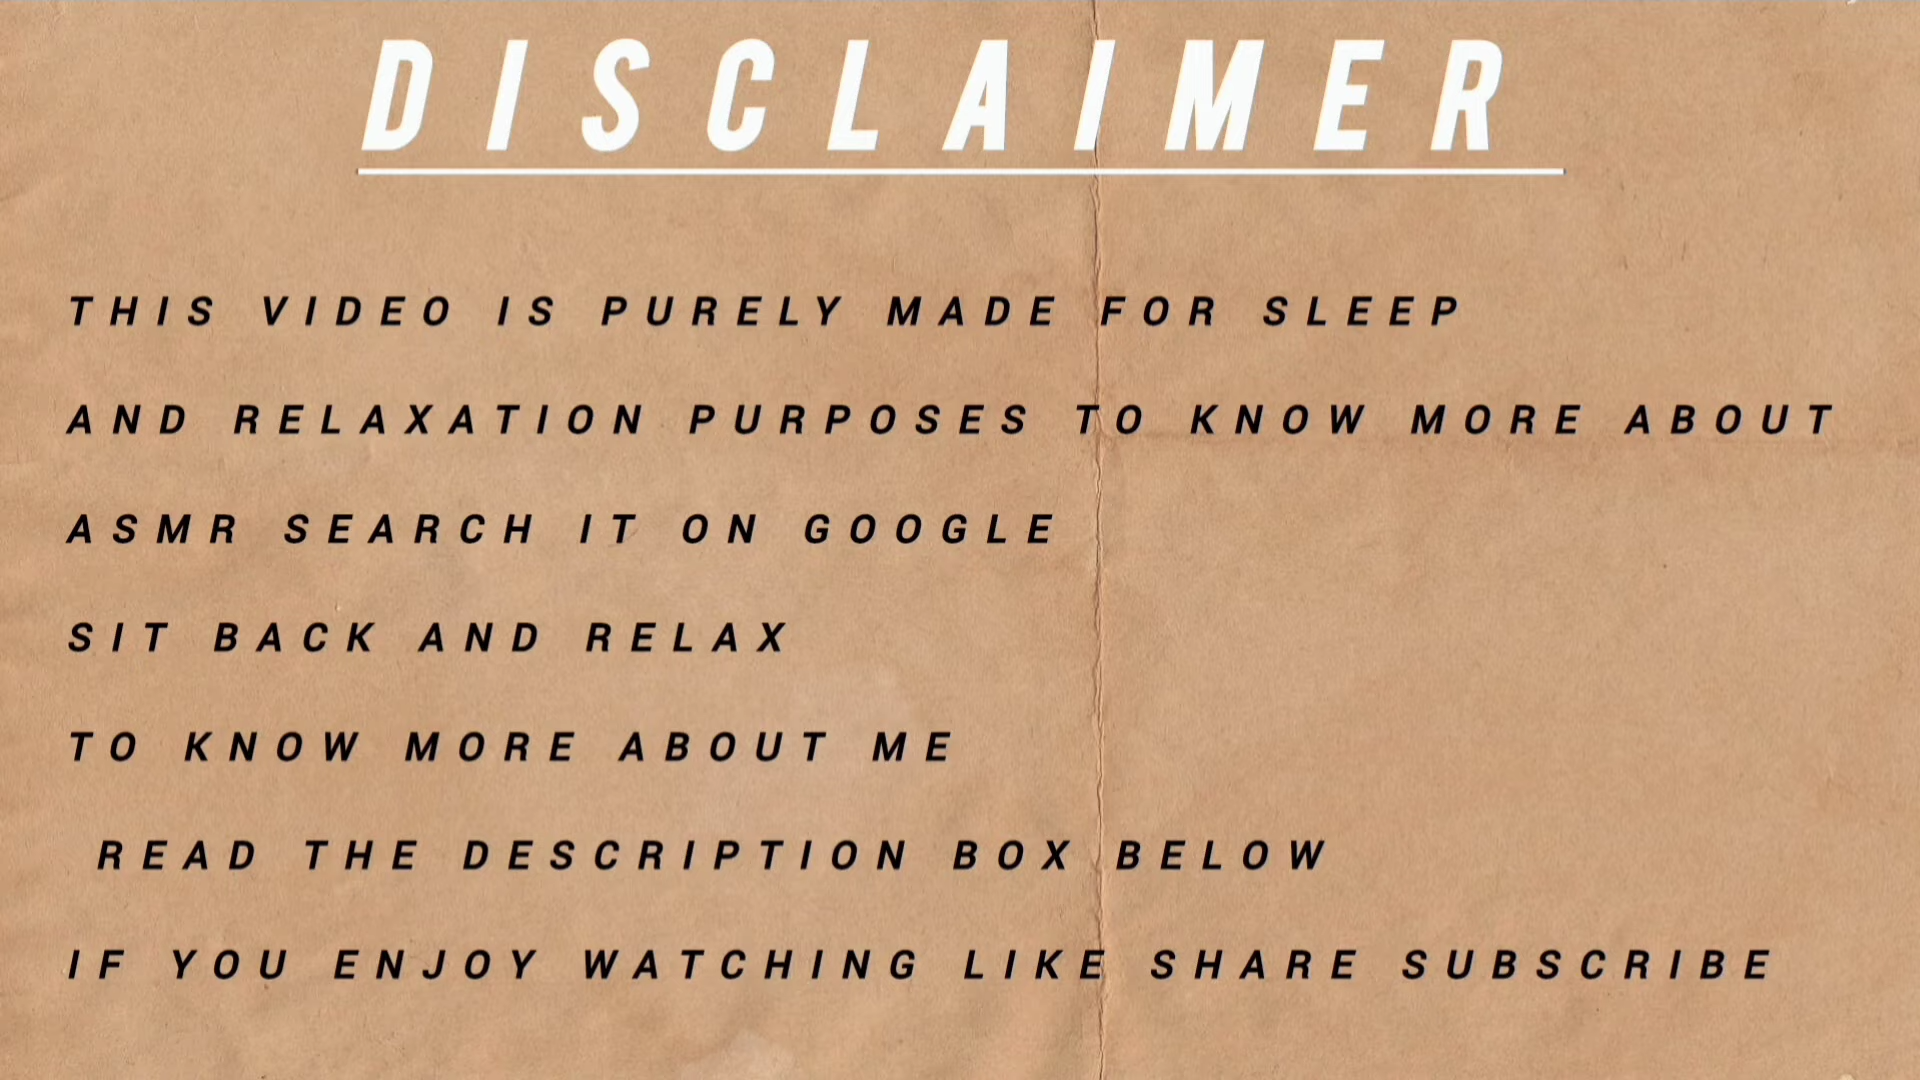 DISCLAIMER
THIS VIDEO IS PURELY MADE FOR SLEEP
AND RELAXATION PURPOSES TO KNOW MORE ABOUT
ASMR SEARCH IT ON GOOGLE
SIT BACK AND RELAX
TO KNOW MORE ABOUT ME
READ THE DESCRIPTION BOX BELOW
IF YOU ENJOY WATCHING LIKE SHARE SUBSCRIBE